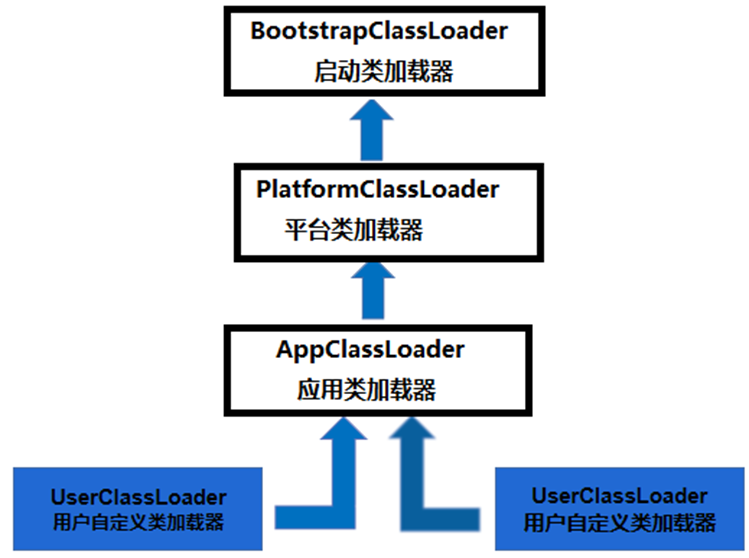 BootstrapClassLoader
启动类加载器
PlatformClassLoader
平台类加载器
AppClassLoader
应用类加载器
UserClassLoader
用户自定义类加载器
UserClassLoader
用户自定义类加载器